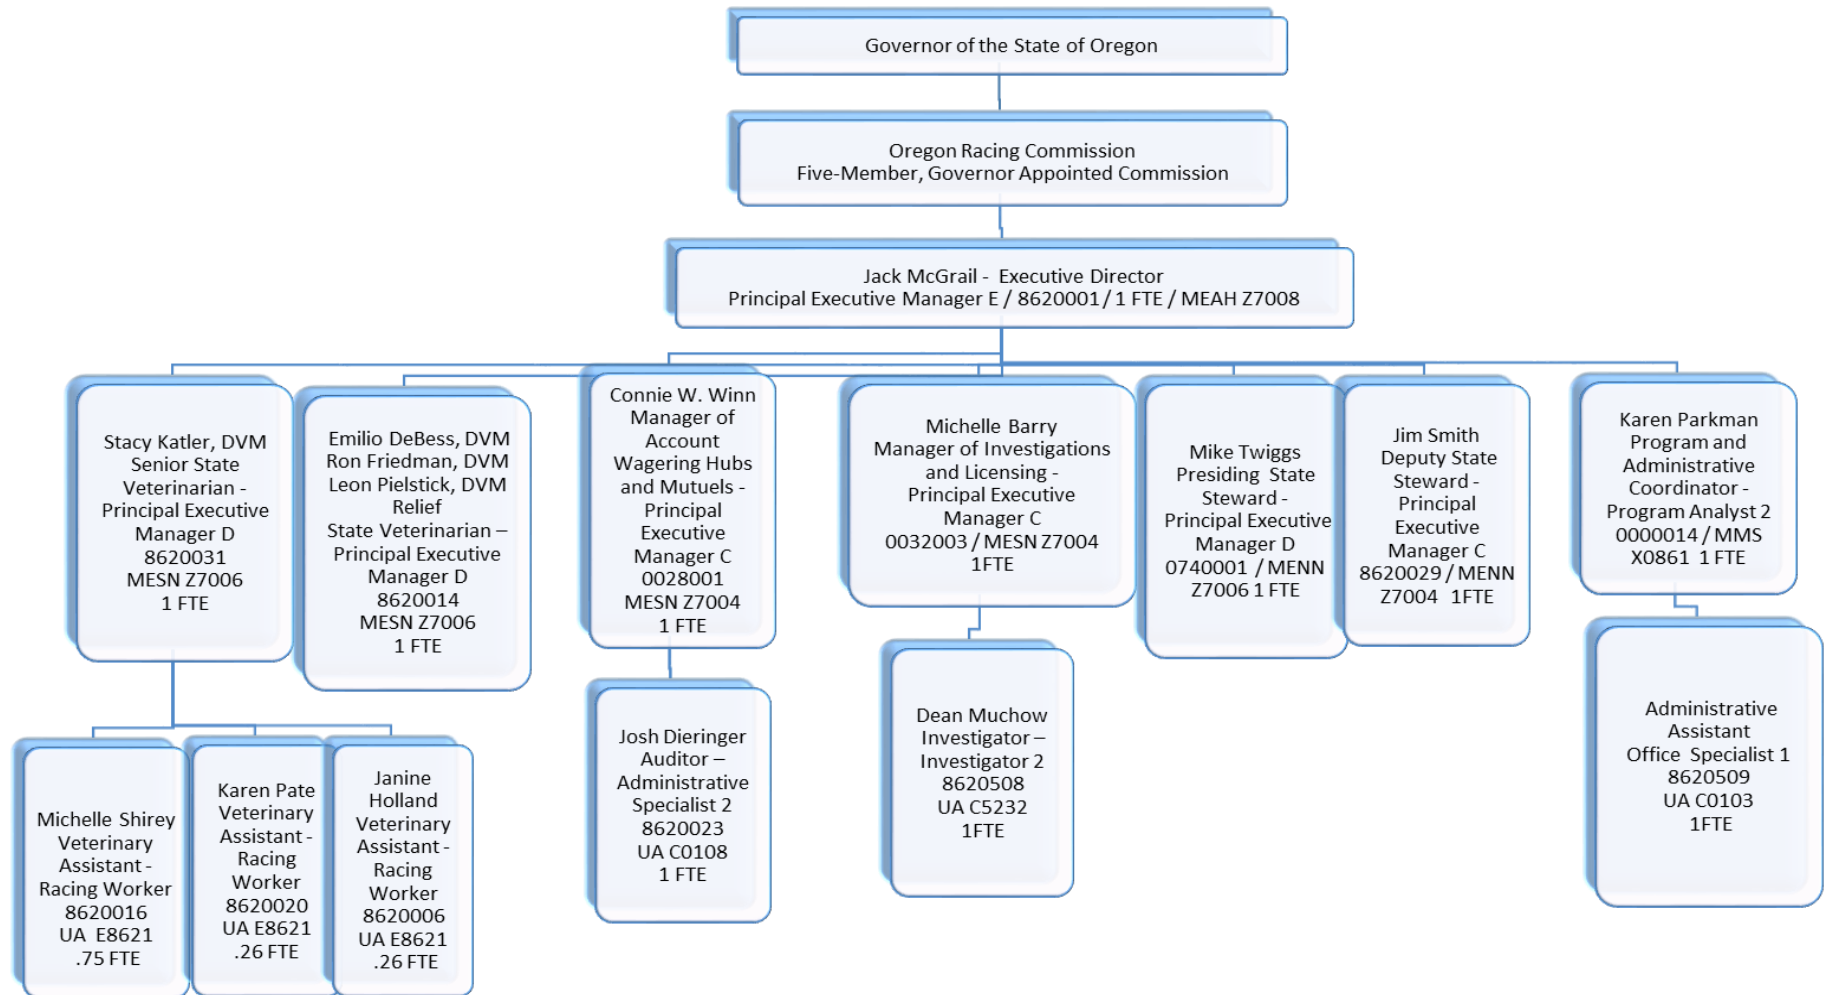 Governor of the State of Oregon
Oregon Racing Commission
Five-Member, Governor Appointed Commission
Jack McGrail - Executive Director
Principal Executive Manager E / 8620001/ 1 FTE / MEAH Z7008
Stacy Katler, DVM
Senior State
Veterinarian -
Principal Executive
Manager D
8620031
MESN Z7006
1 FTE
Emilio DeBess, DVM
Ron Friedman, DVM
Leon Pielstick, DVM
Relief
State Veterinarian –
Principal Executive
Manager D
8620014
MESN Z7006
1 FTE
Connie W. Winn
Manager of
Account
Wagering Hubs
and Mutuels -
Principal
Executive
Manager C
0028001
MESN Z7004
1 FTE
Michelle Barry
Manager of Investigations
and Licensing -
Principal Executive
Manager C
0032003 / MESN Z7004
1FTE
Mike Twiggs
Presiding State
Steward -
Principal Executive
Manager D
0740001 / MENN
Z7006 1 FTE
Jim Smith
Deputy State
Steward -
Principal
Executive
Manager C
8620029 / MENN
Z7004 1FTE
Karen Parkman
Program and
Administrative
Coordinator -
Program Analyst 2
0000014 / MMS
X0861 1 FTE
Michelle Shirey
Veterinary
Assistant -
Racing Worker
8620016
UA E8621
.75 FTE
Karen Pate
Veterinary
Assistant -
Racing
Worker
8620020
UA E8621
.26 FTE
Janine
Holland
Veterinary
Assistant -
Racing
Worker
8620006
UA E8621
.26 FTE
Josh Dieringer
Auditor –
Administrative
Specialist 2
8620023
UA C0108
1 FTE
Dean Muchow
Investigator –
Investigator 2
8620508
UA C5232
1FTE
Administrative
Assistant
Office Specialist 1
8620509
UA C0103
1FTE